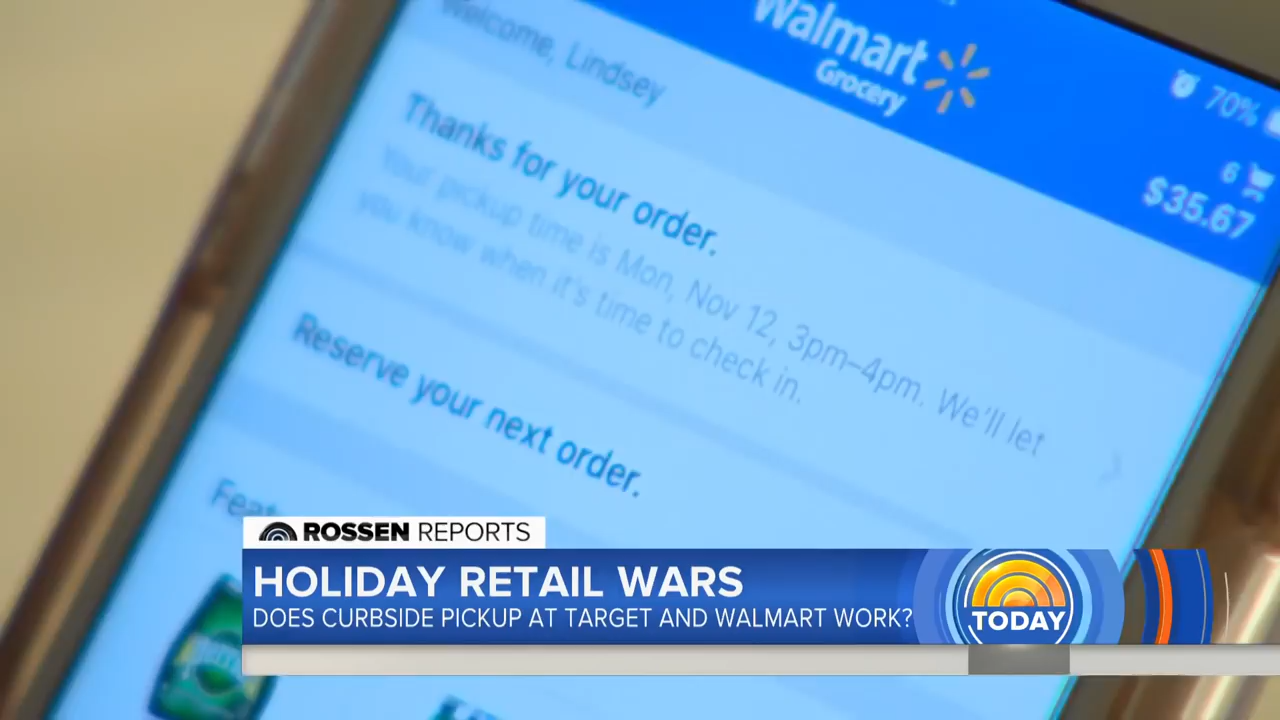 Walmart
Grocery
70%
6
$35.67
Welcome, Lindsey
Thanks for your order.
Your pickup time is Mon, Nov 12, 3pm–4pm. We'll let
you know when it's time to check in.
Reserve your next order.
ROSSEN REPORTS
HOLIDAY RETAIL WARS
DOES CURBSIDE PICKUP AT TARGET AND WALMART WORK?
TODAY